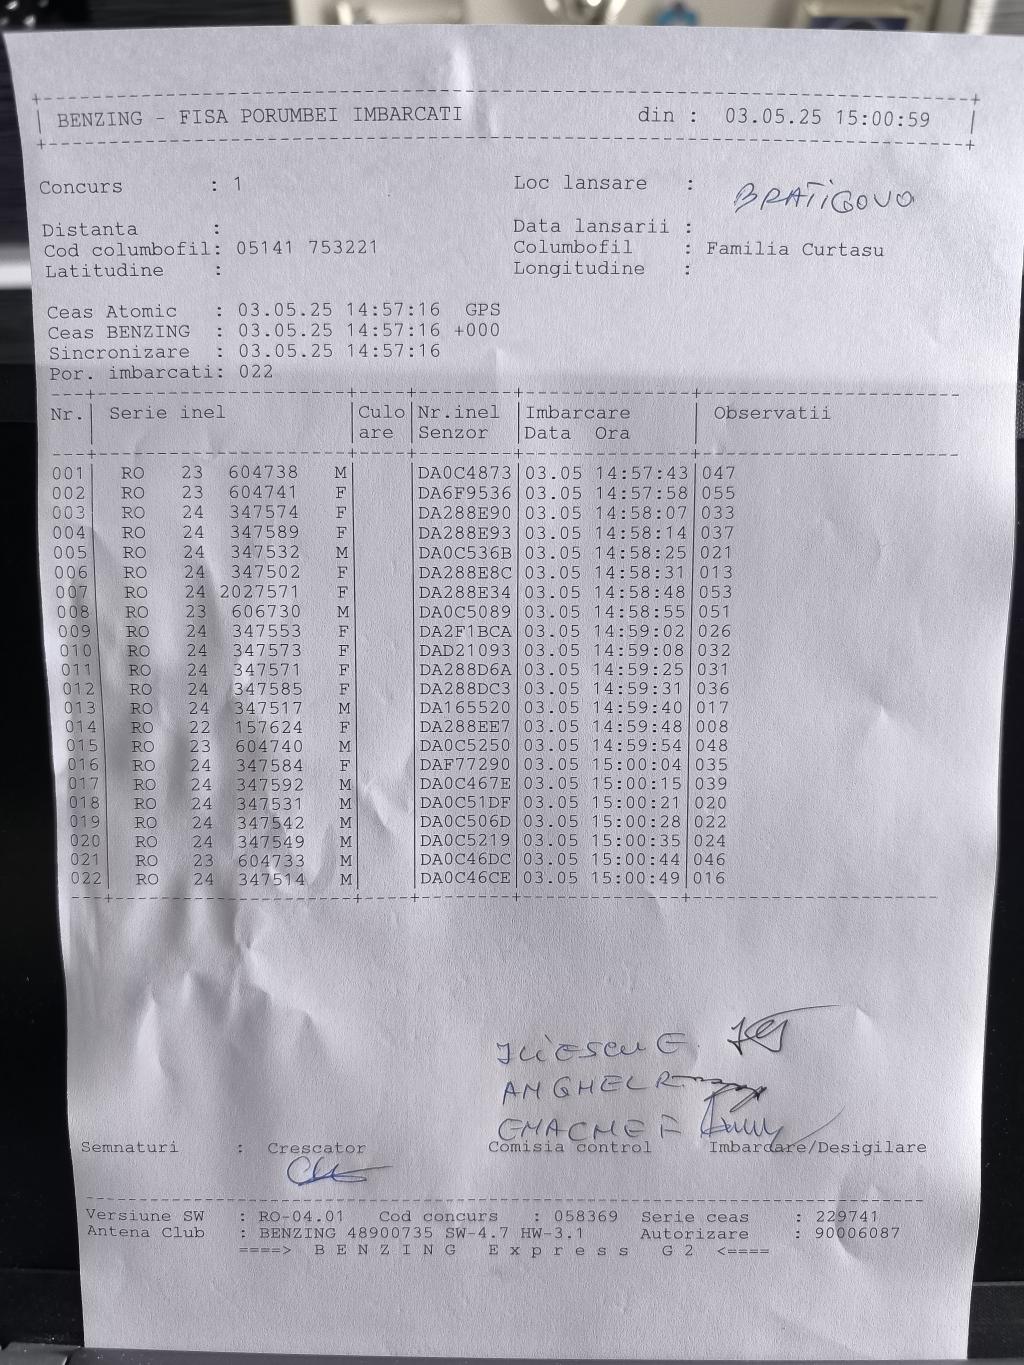 BENZING - FISA PORUMBEI IMBARCATI din : 03.05.25 15:00:59
Concurs : 1 Loc lansare : BRATIGOVO
Distanta : Data lansarii :
Cod columbofil: 05141 753221 Columbofil : Familia Curtasu
Latitudine : Longitudine :
Ceas Atomic : 03.05.25 14:57:16 GPS
Ceas BENZING : 03.05.25 14:57:16 +000
Sincronizare : 03.05.25 14:57:16
Por. imbarcati: 022
Nr. Serie inel Culo Nr.inel Imbarcare Observatii
are Senzor Data Ora
001 RO 23 604738 M DA0C4873 03.05 14:57:43 047
002 RO 23 604741 F DA6F9536 03.05 14:57:58 055
003 RO 24 347574 F DA288E90 03.05 14:58:07 033
004 RO 24 347589 F DA288E93 03.05 14:58:14 037
005 RO 24 347532 M DA0C536B 03.05 14:58:25 021
006 RO 24 347502 F DA288E8C 03.05 14:58:31 013
007 RO 24 2027571 F DA288E34 03.05 14:58:48 053
008 RO 23 606730 M DA0C5089 03.05 14:58:55 051
009 RO 24 347553 F DA2F1BCA 03.05 14:59:02 026
010 RO 24 347573 F DAD21093 03.05 14:59:08 032
011 RO 24 347571 F DA288D6A 03.05 14:59:25 031
012 RO 24 347585 F DA288DC3 03.05 14:59:31 036
013 RO 24 347517 M DA165520 03.05 14:59:40 017
014 RO 22 157624 F DA288EE7 03.05 14:59:48 008
015 RO 23 604740 M DA0C5250 03.05 14:59:54 048
016 RO 24 347584 F DAF77290 03.05 15:00:04 035
017 RO 24 347592 M DA0C467E 03.05 15:00:15 039
018 RO 24 347531 M DA0C51DF 03.05 15:00:21 020
019 RO 24 347542 M DA0C506D 03.05 15:00:28 022
020 RO 24 347549 M DA0C5219 03.05 15:00:35 024
021 RO 23 604733 M DA0C46DC 03.05 15:00:44 046
022 RO 24 347514 M DA0C46CE 03.05 15:00:49 016
Iliescu E.
ANGHEL R.
ENACHE F
Semnaturi : Crescator Comisia control Imbarcare/Desigilare
Versiune SW : RO-04.01 Cod concurs : 058369 Serie ceas : 229741
Antena Club : BENZING 48900735 SW-4.7 HW-3.1 Autorizare : 90006087
====> B E N Z I N G E x p r e s s G 2 <====